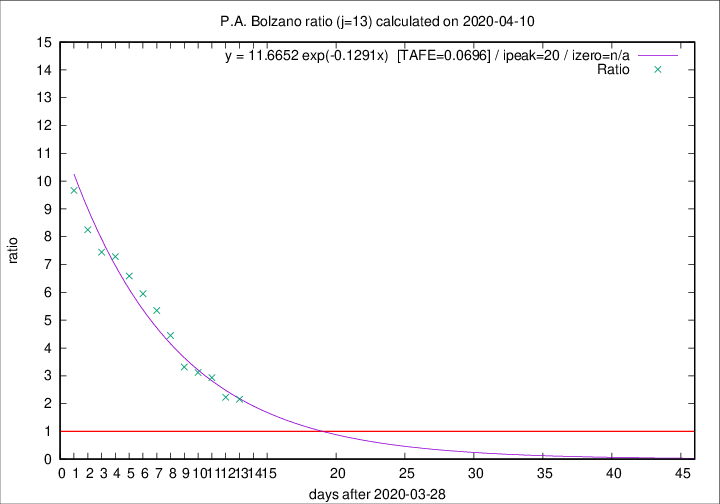 P.A. Bolzano ratio (j=13) calculated on 2020-04-10
y = 11.6652 exp(-0.1291x)  [TAFE=0.0696] / ipeak=20 / izero=n/a
Ratio
15
14
13
12
11
10
9
8
7
6
5
4
3
2
1
0
ratio
0 1 2 3 4 5 6 7 8 9 10 11 12 13 14 15 20 25 30 35 40 45
days after 2020-03-28